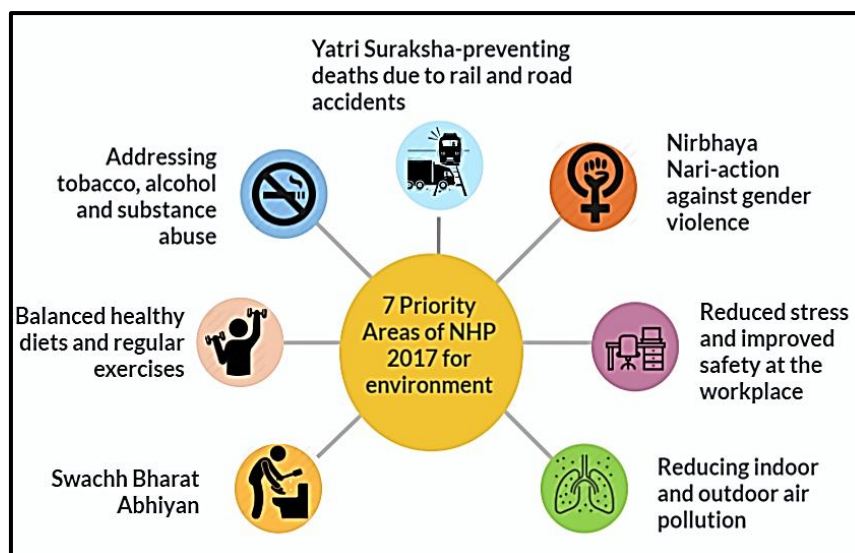 Yatri Suraksha-preventing
deaths due to rail and road
accidents
Nirbhaya
Nari-action
against gender
violence
Reduced stress
and improved
safety at the
workplace
Reducing indoor
and outdoor air
pollution
Swachh Bharat
Abhiyan
Balanced healthy
diets and regular
exercises
Addressing
tobacco, alcohol
and substance
abuse
7 Priority
Areas of NHP
2017 for
environment